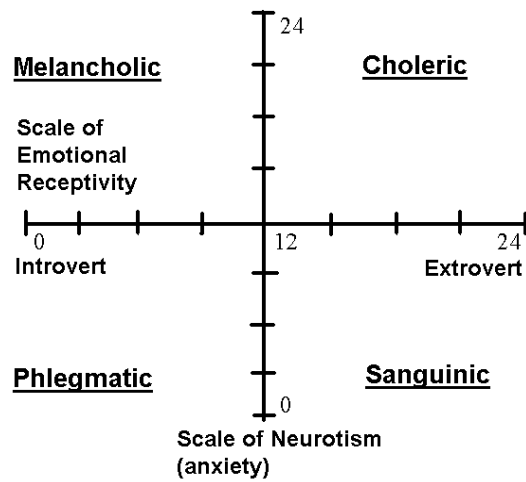 24
Melancholic
Choleric
Scale of
Emotional
Receptivity
0
12
24
Introvert
Extrovert
Phlegmatic
Sanguinic
0
Scale of Neurotism
(anxiety)